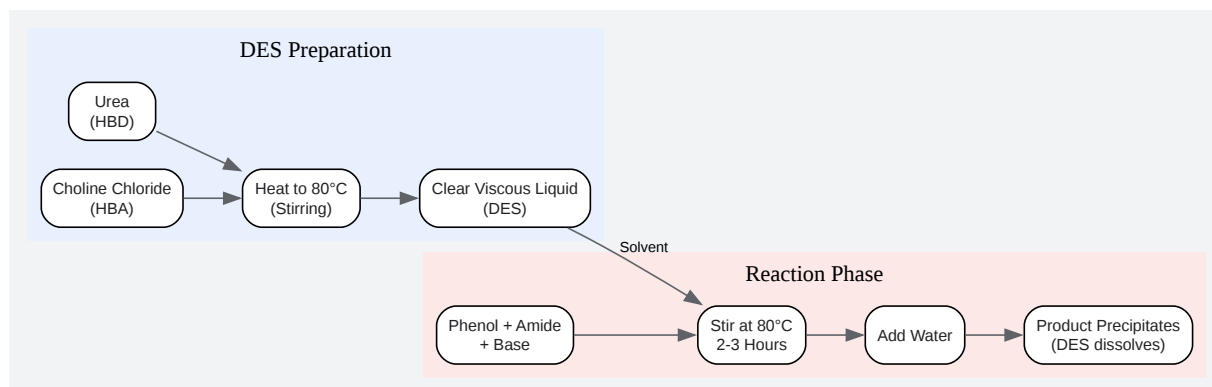 DES Preparation
Urea
(HBD)
Choline Chloride
(HBA)
Heat to 80°C
(Stirring)
Clear Viscous Liquid
(DES)
Solvent
Reaction Phase
Phenol + Amide
+ Base
Stir at 80°C
2-3 Hours
Add Water
Product Precipitates
(DES dissolves)